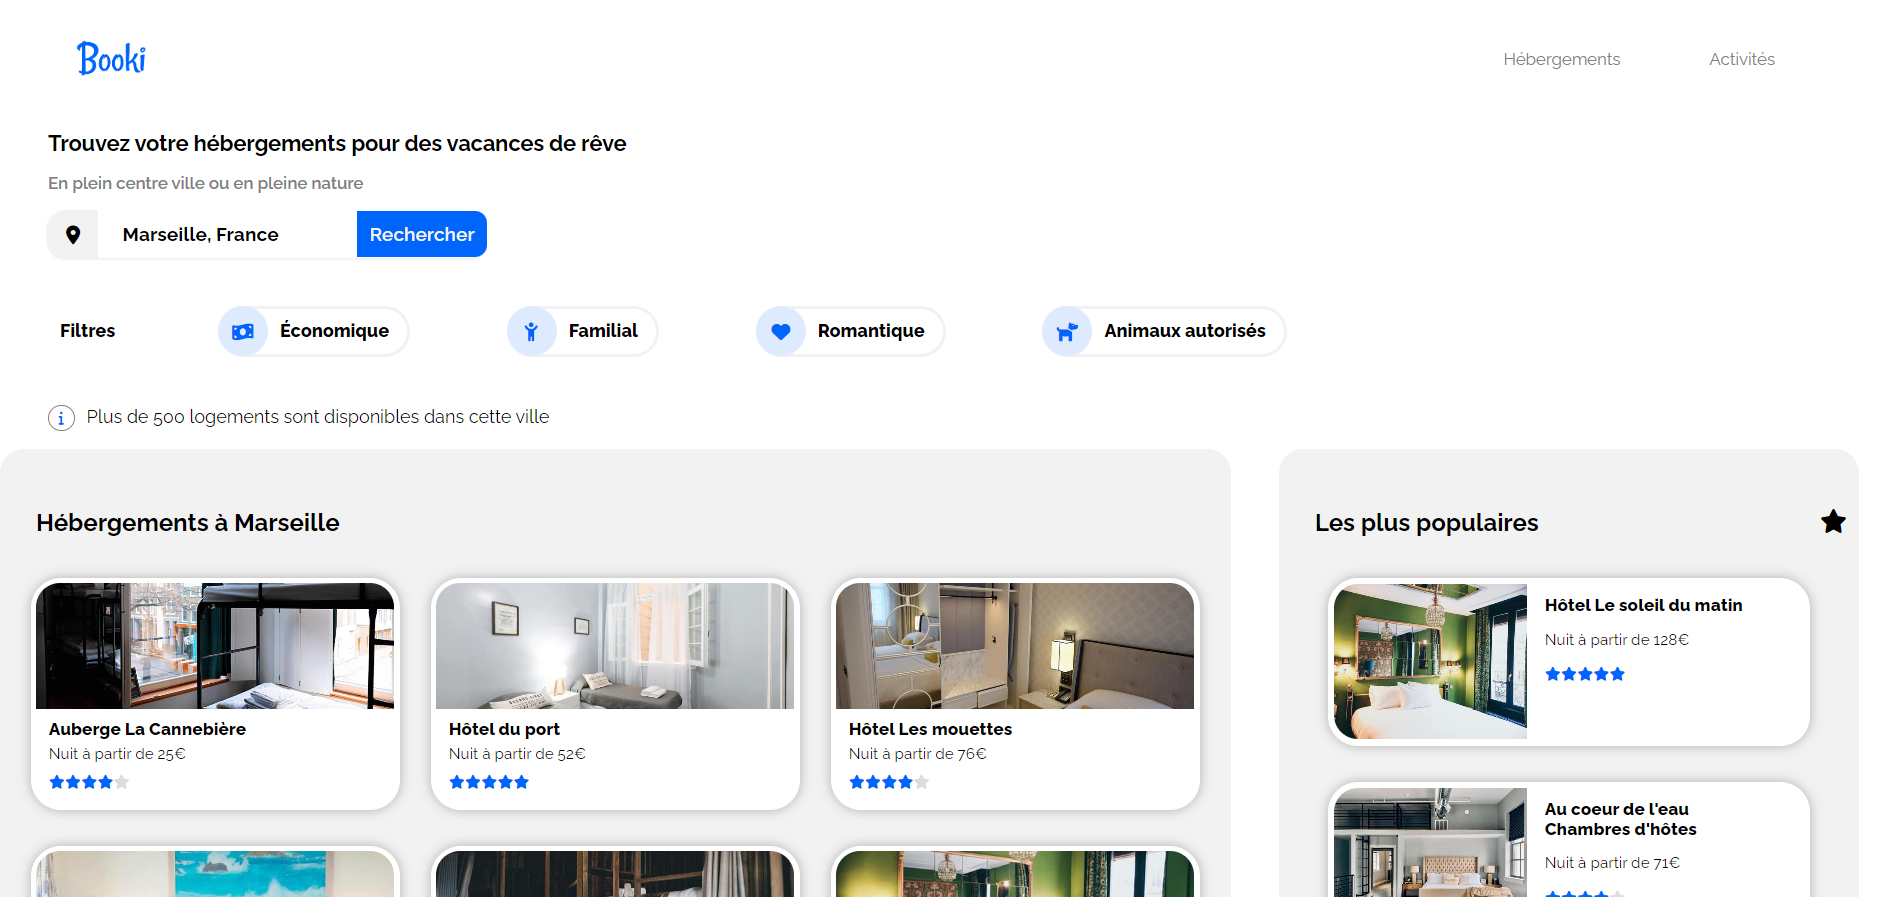 Booki
Hébergements
Activités
Trouvez votre hébergements pour des vacances de rêve
En plein centre ville ou en pleine nature
Marseille, France
Rechercher
Filtres
Économique
Familial
Romantique
Animaux autorisés
i
Plus de 500 logements sont disponibles dans cette ville
Hébergements à Marseille
Auberge La Cannebière
Nuit à partir de 25€
Hôtel du port
Nuit à partir de 52€
Hôtel Les mouettes
Nuit à partir de 76€
Les plus populaires
Hôtel Le soleil du matin
Nuit à partir de 128€
Au coeur de l'eau
Chambres d'hôtes
Nuit à partir de 71€